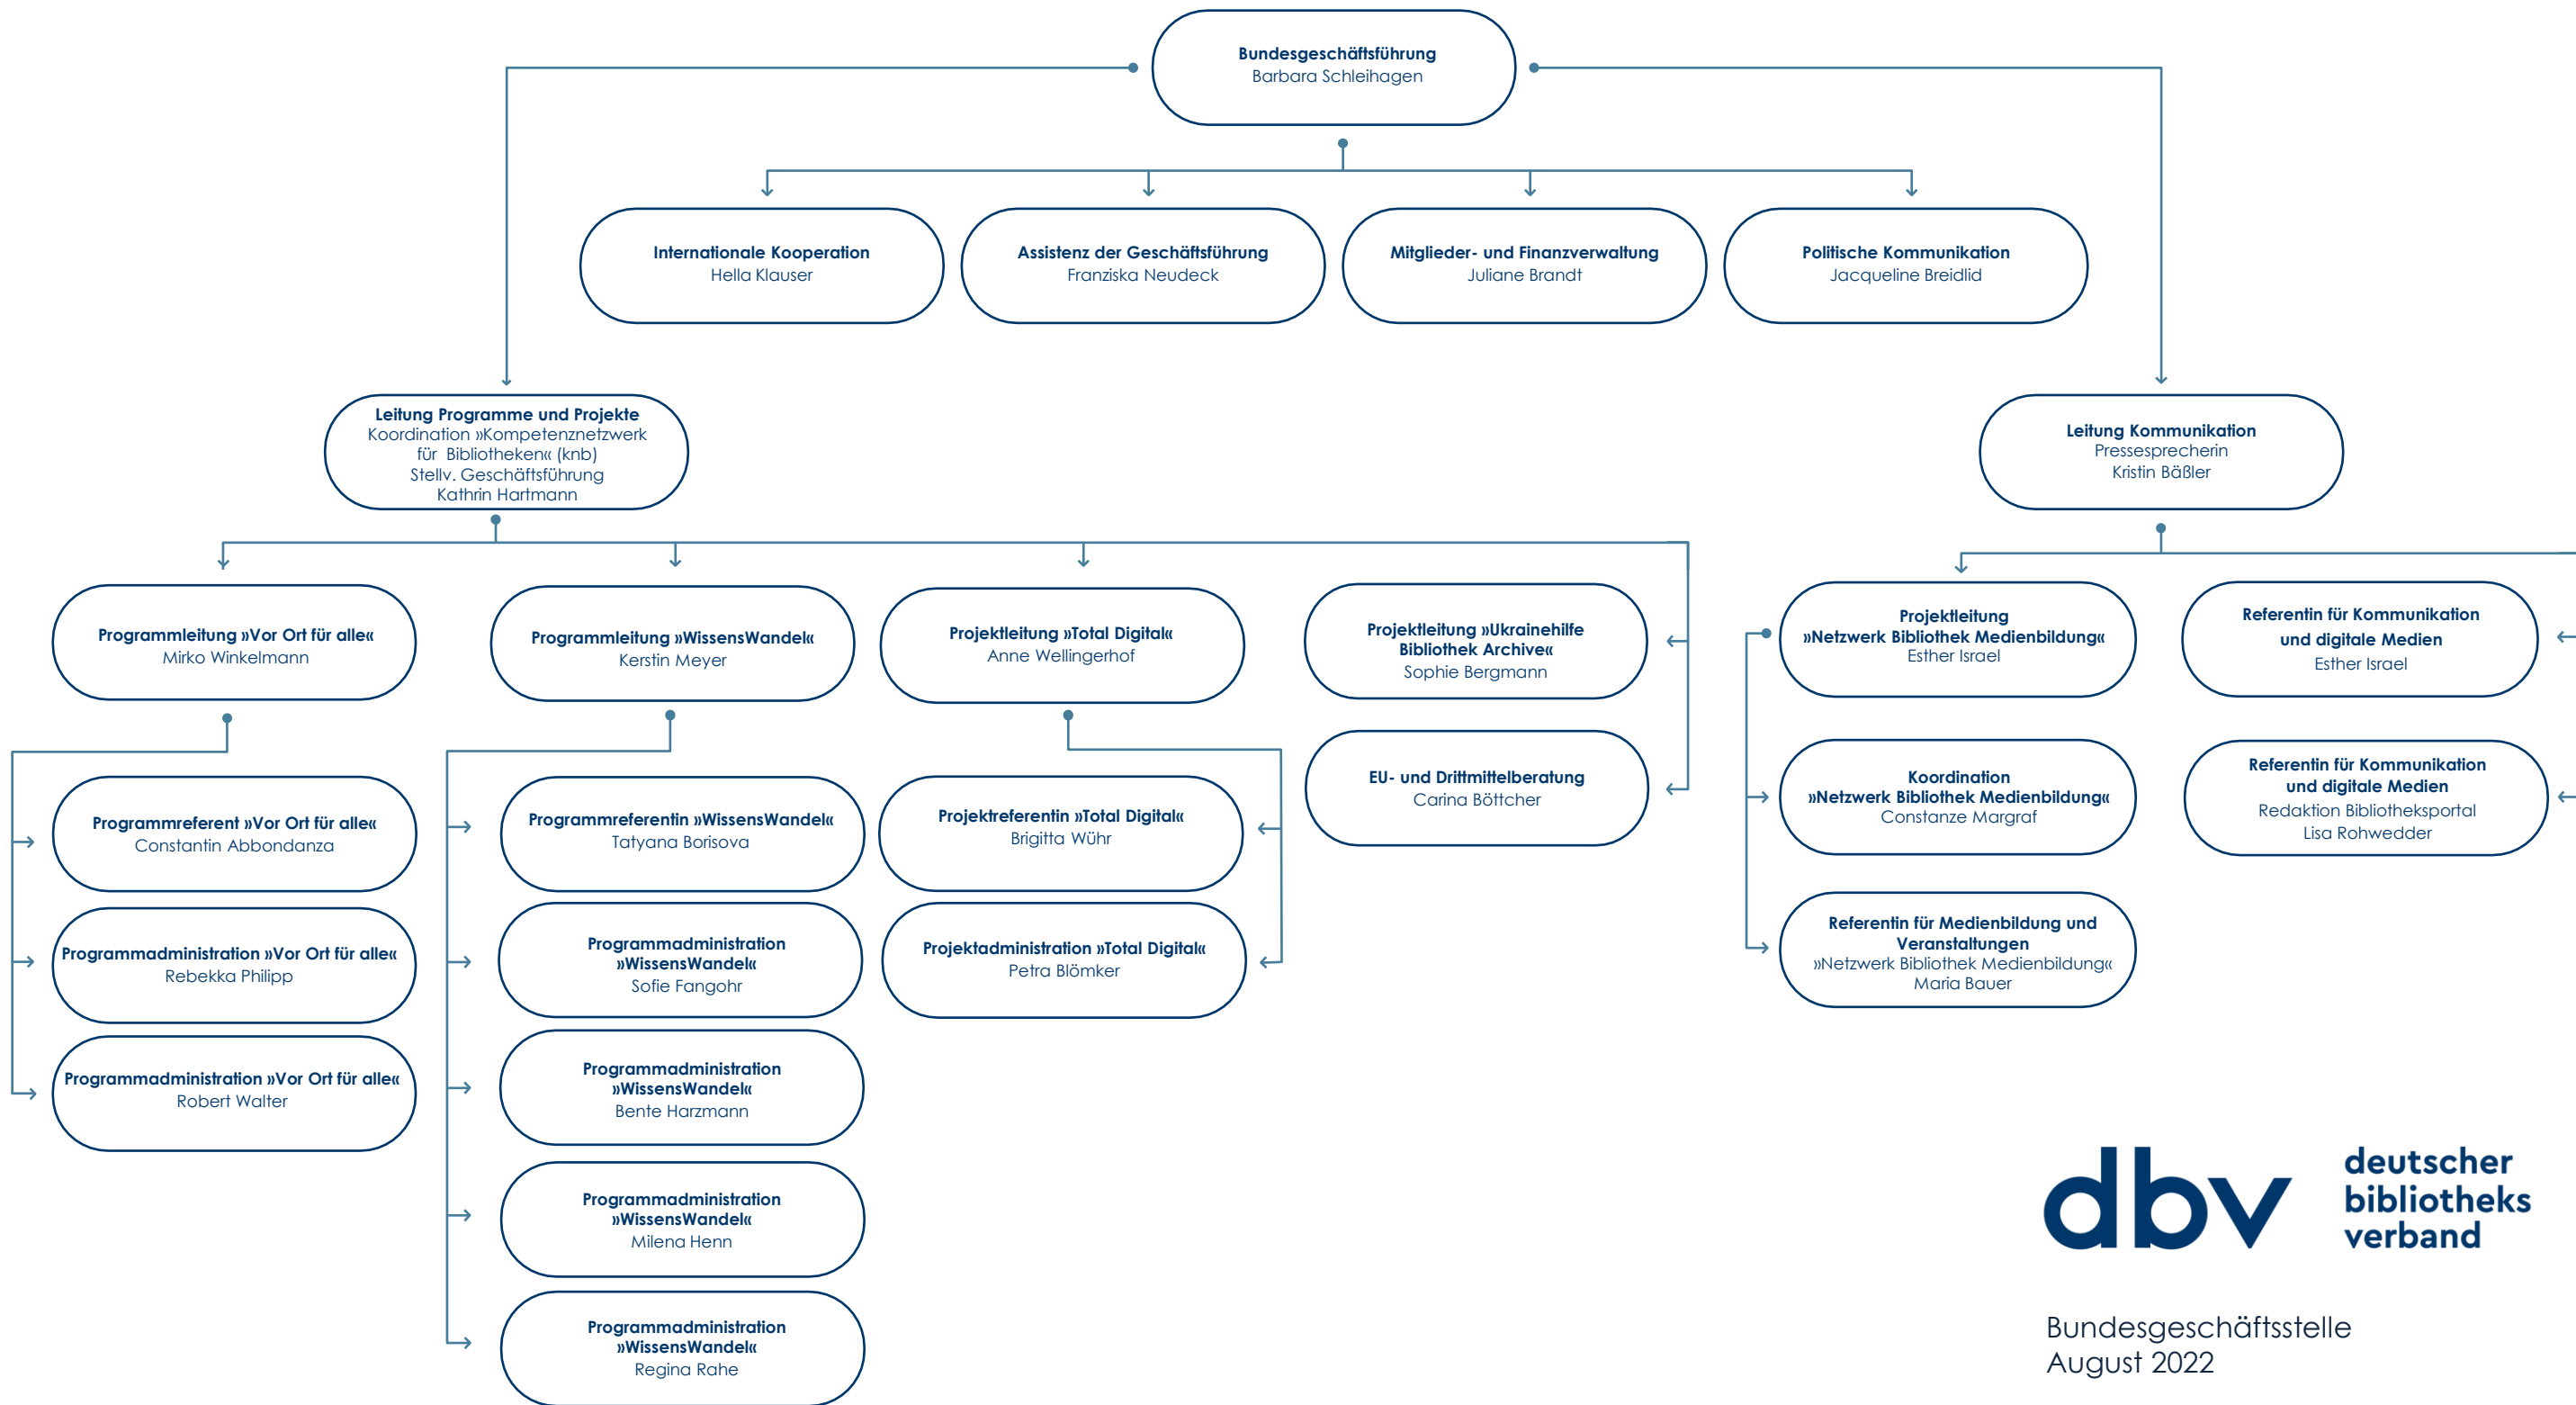 Bundesgeschäftsführung
Barbara Schleihagen
Internationale Kooperation
Hella Klauser
Assistenz der Geschäftsführung
Franziska Neudeck
Mitglieder- und Finanzverwaltung
Juliane Brandt
Politische Kommunikation
Jacqueline Breidlid
Leitung Programme und Projekte
Koordination »Kompetenznetzwerk
für Bibliotheken« (knb)
Stellv. Geschäftsführung
Kathrin Hartmann
Leitung Kommunikation
Pressesprecherin
Kristin Bäßler
Programmleitung »Vor Ort für alle«
Mirko Winkelmann
Programmleitung »WissensWandel«
Kerstin Meyer
Projektleitung »Total Digital«
Anne Wellingerhof
Projektleitung »Ukrainehilfe
Bibliothek Archive«
Sophie Bergmann
Projektleitung
»Netzwerk Bibliothek Medienbildung«
Esther Israel
Referentin für Kommunikation
und digitale Medien
Esther Israel
Programmreferent »Vor Ort für alle«
Constantin Abbondanza
Programmreferentin »WissensWandel«
Tatyana Borisova
Projektreferentin »Total Digital«
Brigitta Wühr
EU- und Drittmittelberatung
Carina Böttcher
Koordination
»Netzwerk Bibliothek Medienbildung«
Constanze Margraf
Referentin für Kommunikation
und digitale Medien
Redaktion Bibliotheksportal
Lisa Rohwedder
Programmadministration »Vor Ort für alle«
Rebekka Philipp
Programmadministration
»WissensWandel«
Sofie Fangohr
Projektadministration »Total Digital«
Petra Blömker
Referentin für Medienbildung und
Veranstaltungen
»Netzwerk Bibliothek Medienbildung«
Maria Bauer
Programmadministration »Vor Ort für alle«
Robert Walter
Programmadministration
»WissensWandel«
Bente Harzmann
Programmadministration
»WissensWandel«
Milena Henn
Programmadministration
»WissensWandel«
Regina Rahe
dbv
deutscher
bibliotheks
verband
Bundesgeschäftsstelle
August 2022